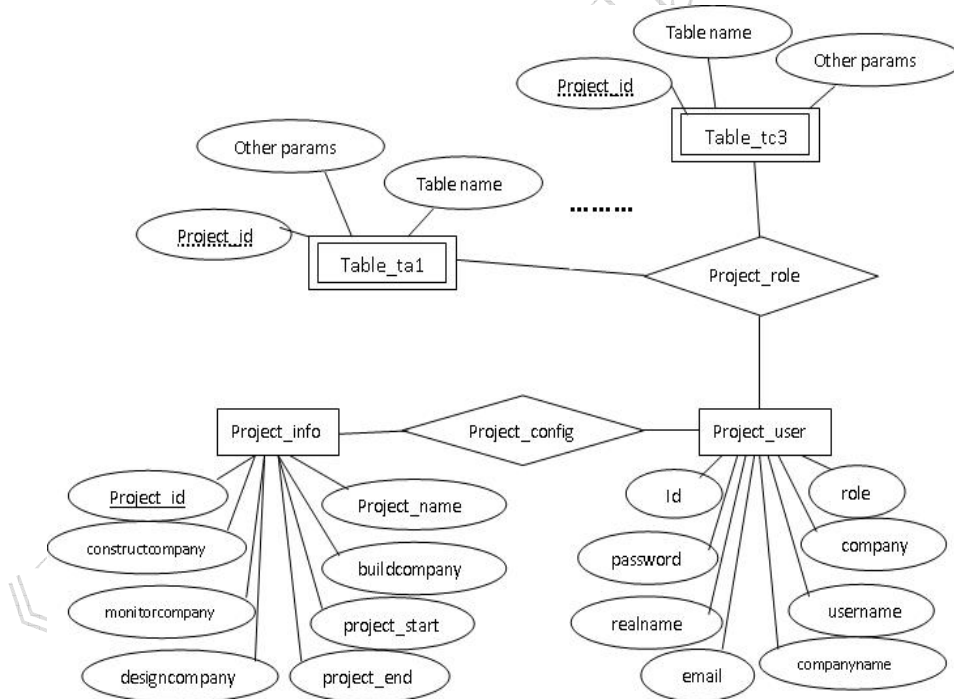 Table name
Other params
Project_id
Table_tc3
Other params
Table name
.........
Project_id
Table_ta1
Project_role
Project_info
Project_config
Project_user
Project_id
Project_name
Id
role
constructcompany
buildcompany
password
company
monitorcompany
project_start
realname
username
designcompany
project_end
email
companyname